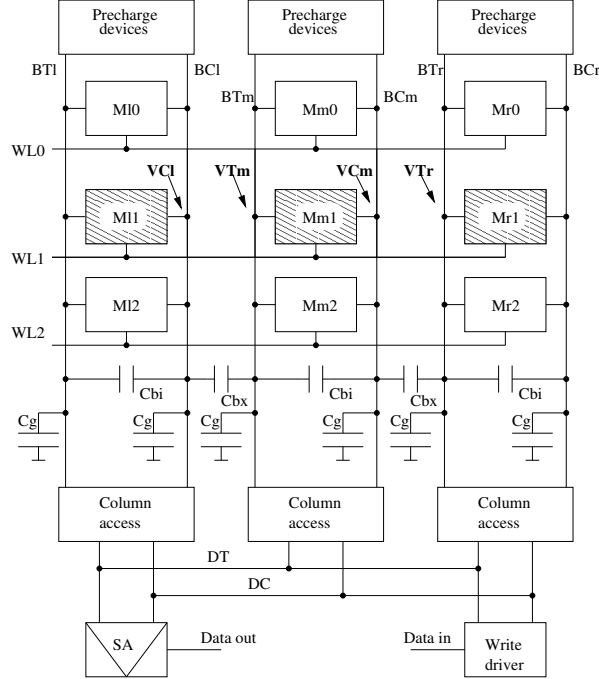 Precharge devices Precharge devices Precharge devices
BTl BCl BTm BCm BTr BCr
Ml0 Mm0 Mr0
WL0
VCl VTm VCm VTr
Ml1 Mm1 Mr1
WL1
Ml2 Mm2 Mr2
WL2
Cbi Cbx Cbi Cbx Cbi
Cg Cg Cg Cg Cg Cg
Column access Column access Column access
DT
DC
SA Data out Data in Write driver